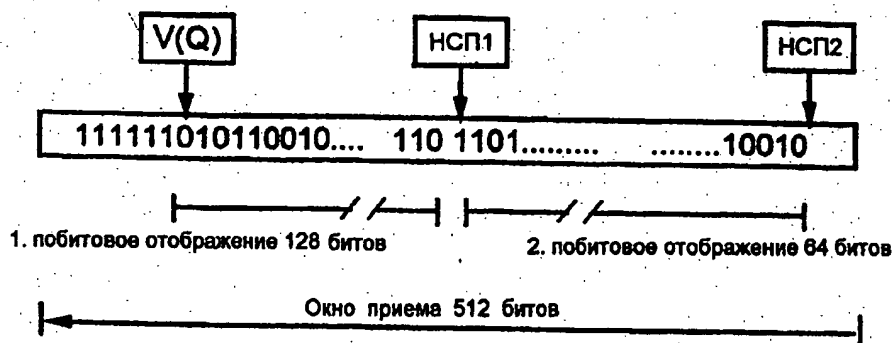 V(Q) НСП1 НСП2
111111010110010.... 110 1101......... ........10010
1. побитовое отображение 128 битов 2. побитовое отображение 64 битов
Окно приема 512 битов